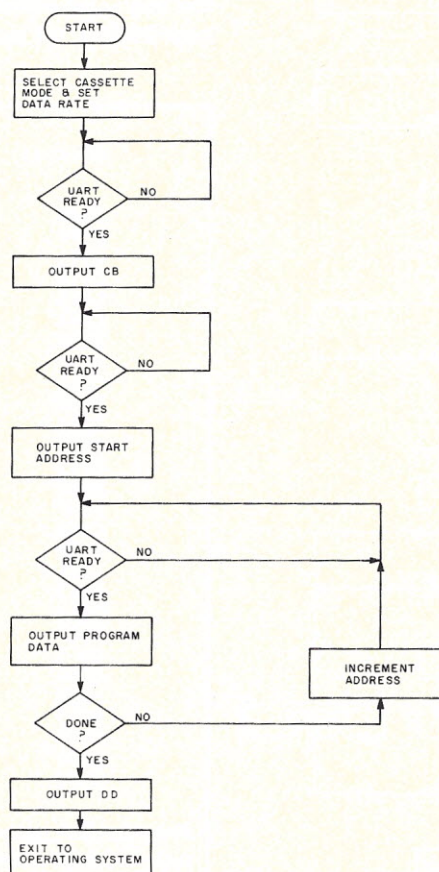 START
SELECT CASSETTE
MODE & SET
DATA RATE
UART
READY
?
NO
YES
OUTPUT CB
UART
READY
?
NO
YES
OUTPUT START
ADDRESS
UART
READY
?
NO
YES
OUTPUT PROGRAM
DATA
INCREMENT
ADDRESS
DONE
?
NO
YES
OUTPUT DD
EXIT TO
OPERATING SYSTEM